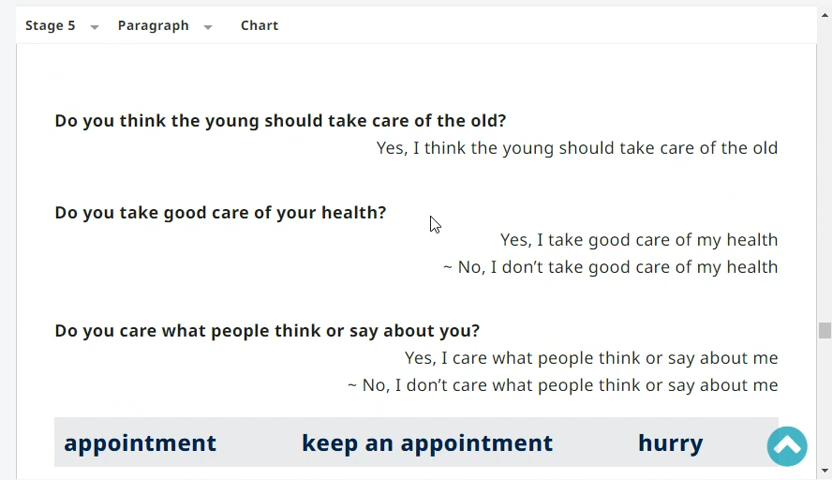 Stage 5 Paragraph Chart
Do you think the young should take care of the old?
Yes, I think the young should take care of the old
Do you take good care of your health?
Yes, I take good care of my health
~ No, I don’t take good care of my health
Do you care what people think or say about you?
Yes, I care what people think or say about me
~ No, I don’t care what people think or say about me
appointment keep an appointment hurry